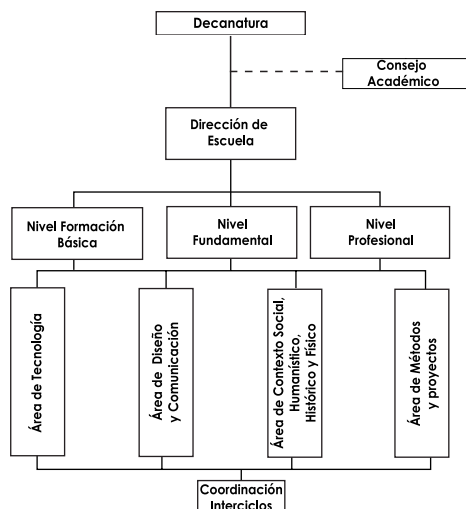 Decanatura
Consejo
Académico
Dirección de
Escuela
Nivel Formación
Básica
Nivel
Fundamental
Nivel
Profesional
Área de Tecnología
Área de Diseño
y Comunicación
Área de Contexto Social,
Humanístico,
Histórico y Físico
Área de Métodos
y proyectos
Coordinación
Interciclos